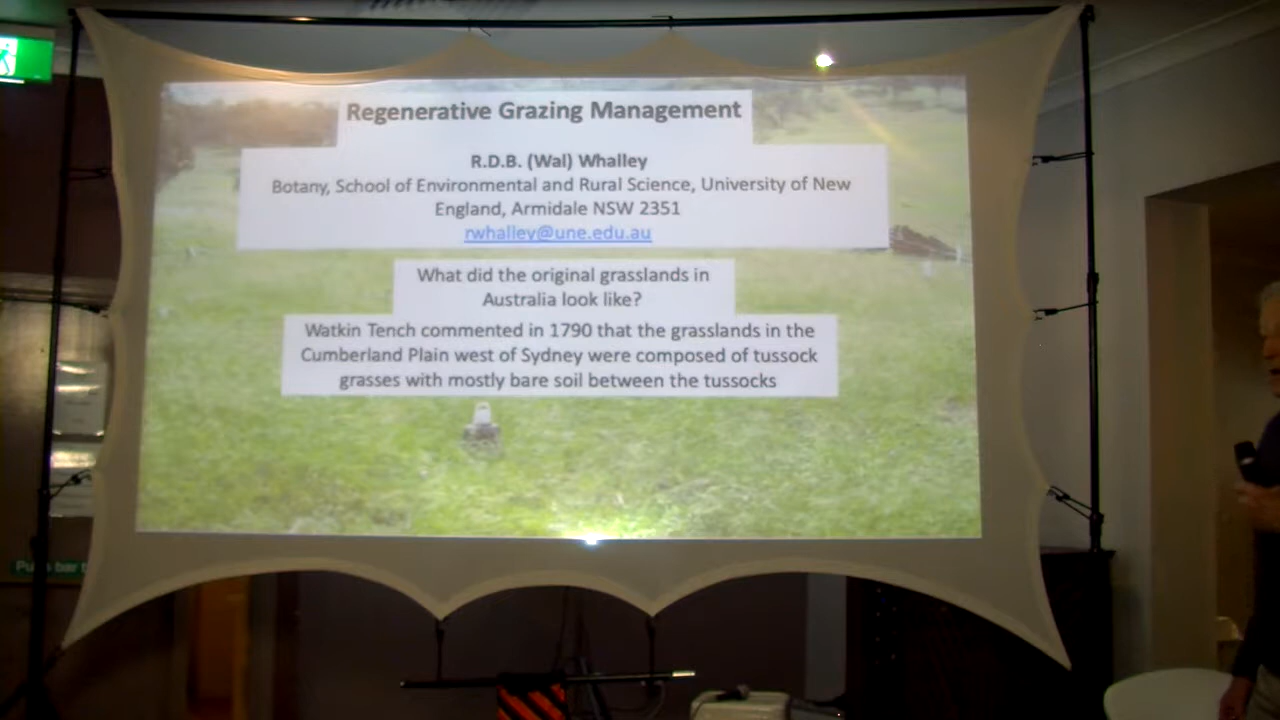 Regenerative Grazing Management
R.D.B. (Wal) Whalley
Botany, School of Environmental and Rural Science, University of New
England, Armidale NSW 2351
rwhalley@une.edu.au
What did the original grasslands in
Australia look like?
Watkin Tench commented in 1790 that the grasslands in the
Cumberland Plain west of Sydney were composed of tussock
grasses with mostly bare soil between the tussocks
bar